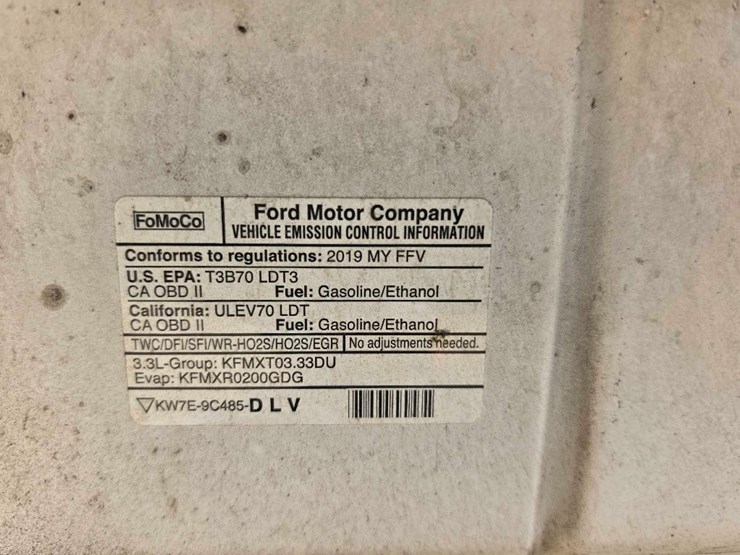 FoMoCo
Ford Motor Company
VEHICLE EMISSION CONTROL INFORMATION
Conforms to regulations: 2019 MY FFV
U.S. EPA: T3B70 LDT3
CA OBD II Fuel: Gasoline/Ethanol
California: ULEV70 LDT
CA OBD II Fuel: Gasoline/Ethanol
TWC/DFI/SFI/WR-HO2S/HO2S/EGR No adjustments needed.
3.3L-Group: KFMXT03.33DU
Evap: KFMXR0200GDG
KW7E-9C485-D L V